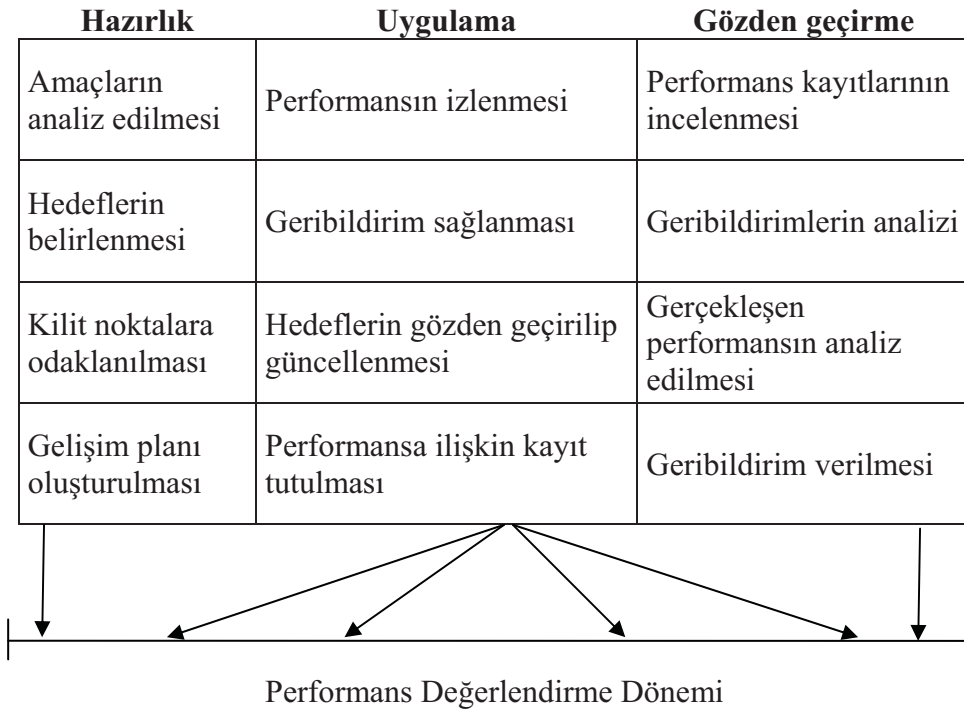 Hazırlık
Uygulama
Gözden geçirme
Amaçların
analiz edilmesi
Performansın izlenmesi
Performans kayıtlarının
incelenmesi
Hedeflerin
belirlenmesi
Geribildirim sağlanması
Geribildirimlerin analizi
Kilit noktalara
odaklanılması
Hedeflerin gözden geçirilip
güncellenmesi
Gerçekleşen
performansın analiz
edilmesi
Gelişim planı
oluşturulması
Performansa ilişkin kayıt
tutulması
Geribildirim verilmesi
Performans Değerlendirme Dönemi